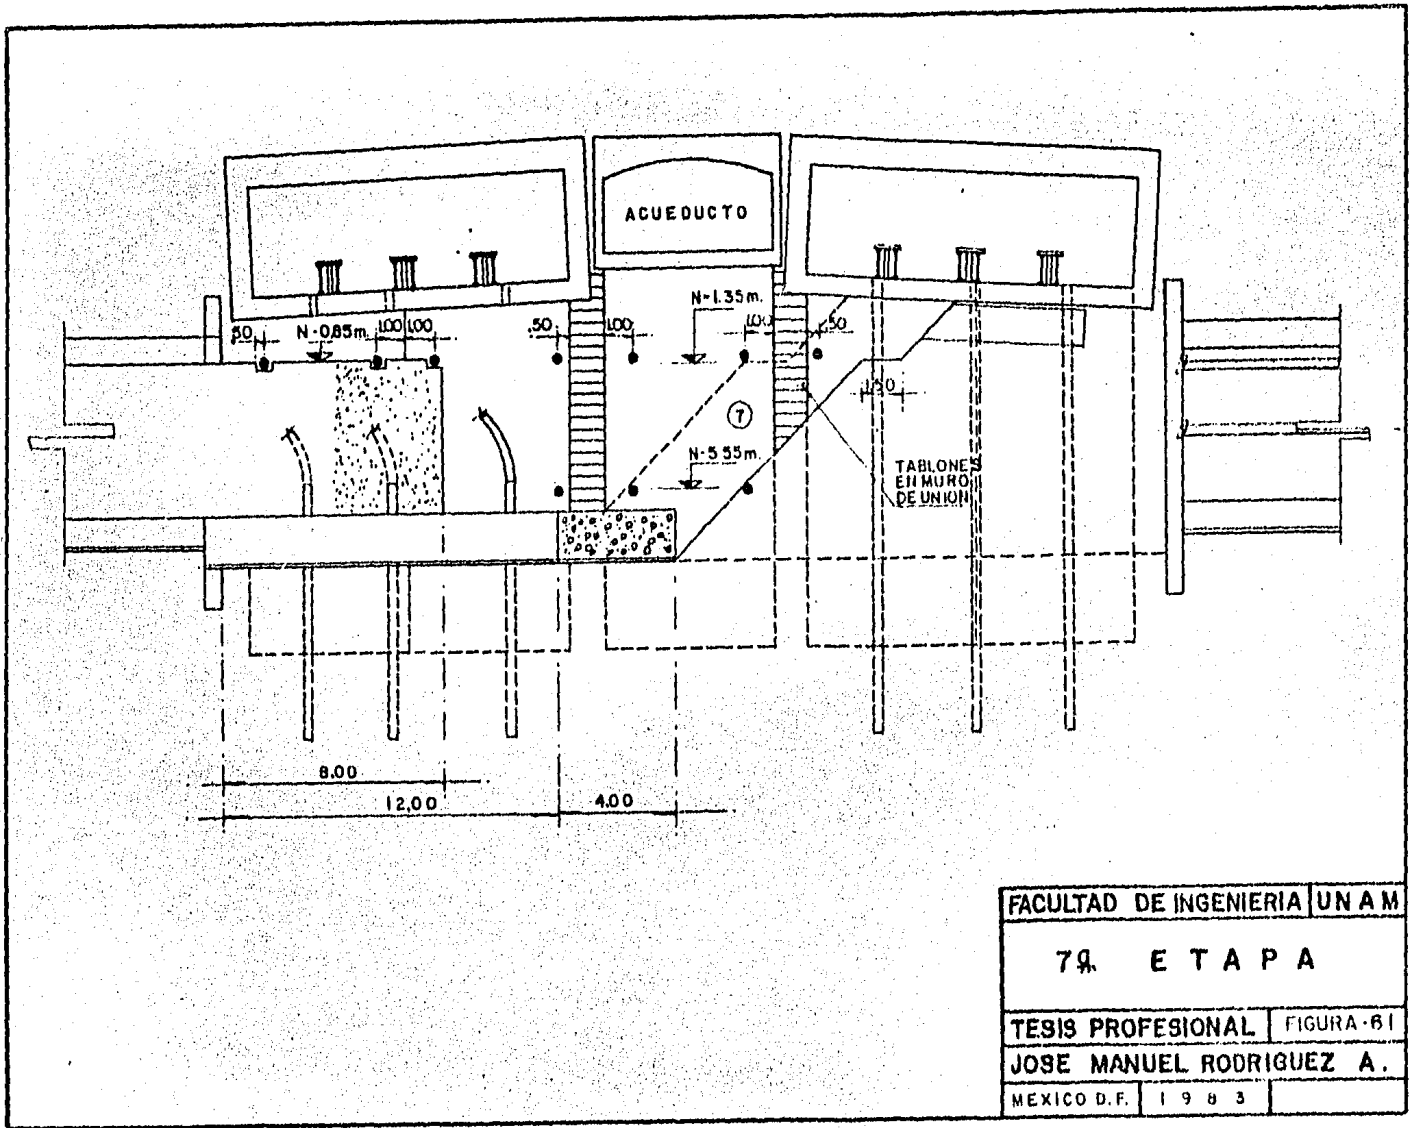 ACUEDUCTO
N-1.35m.
.50
N-0.85m.
1.00
1.00
.50
1.00
1.00
.50
1.50
7
N-5.55m.
TABLONES
EN MURO
DE UNION
8.00
12.00
4.00
FACULTAD DE INGENIERIA UNAM
7a. ETAPA
TESIS PROFESIONAL FIGURA-61
JOSE MANUEL RODRIGUEZ A.
MEXICO D.F. 1983